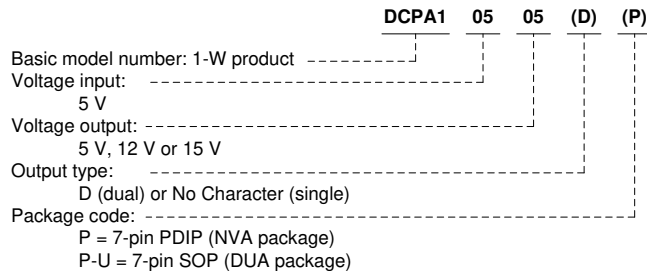 DCPA1 05 05 (D) (P)
Basic model number: 1-W product
Voltage input:
5 V
Voltage output:
5 V, 12 V or 15 V
Output type:
D (dual) or No Character (single)
Package code:
P = 7-pin PDIP (NVA package)
P-U = 7-pin SOP (DUA package)